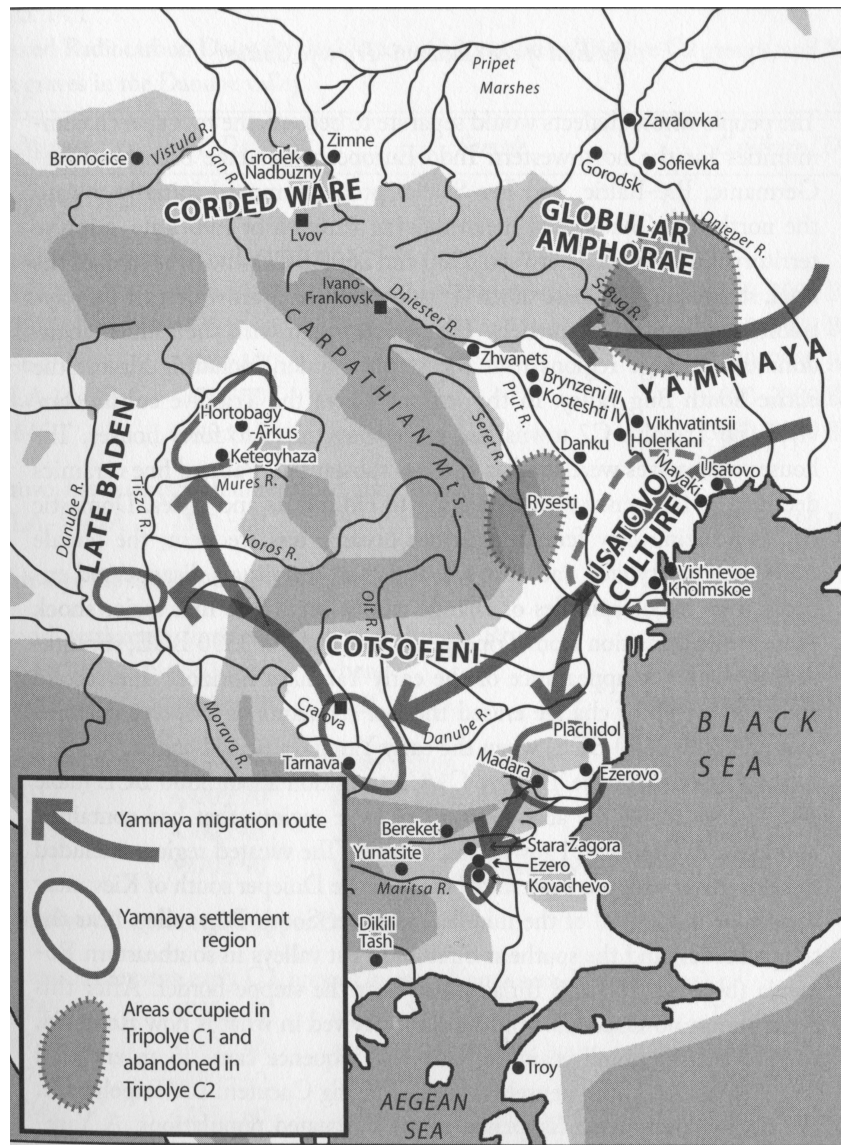 Pripet
Marshes
Zavalovka
Bronocice
Vistula R.
San R.
Grodek
Nadbuzny
Zimne
Gorodsk
Sofievka
CORDED WARE
Lvov
GLOBULAR
AMPHORAE
Dnieper R.
Ivano-
Frankovsk
Dniester R.
S. Bug R.
YAMNAYA
CARPATHIAN Mts.
Zhvanets
Brynzeni III
Kosteshti IV
Prut R.
Seret R.
Vikhvatintsii
Holerkani
Danku
Mayaki
Usatovo
Hortobagy
-Arkus
Ketegyhaza
Mures R.
LATE BADEN
Danube R.
Tisza R.
Koros R.
Rysesti
USATOVO
CULTURE
Vishnevoe
Kholmskoe
Olt R.
COTSOFENI
Craiova
Danube R.
Morava R.
Tarnava
Plachidol
Madara
Ezerovo
BLACK
SEA
Bereket
Stara Zagora
Yunatsite
Ezero
Maritsa R.
Kovachevo
Dikili
Tash
Troy
AEGEAN
SEA
Yamnaya migration route
Yamnaya settlement
region
Areas occupied in
Tripolye C1 and
abandoned in
Tripolye C2